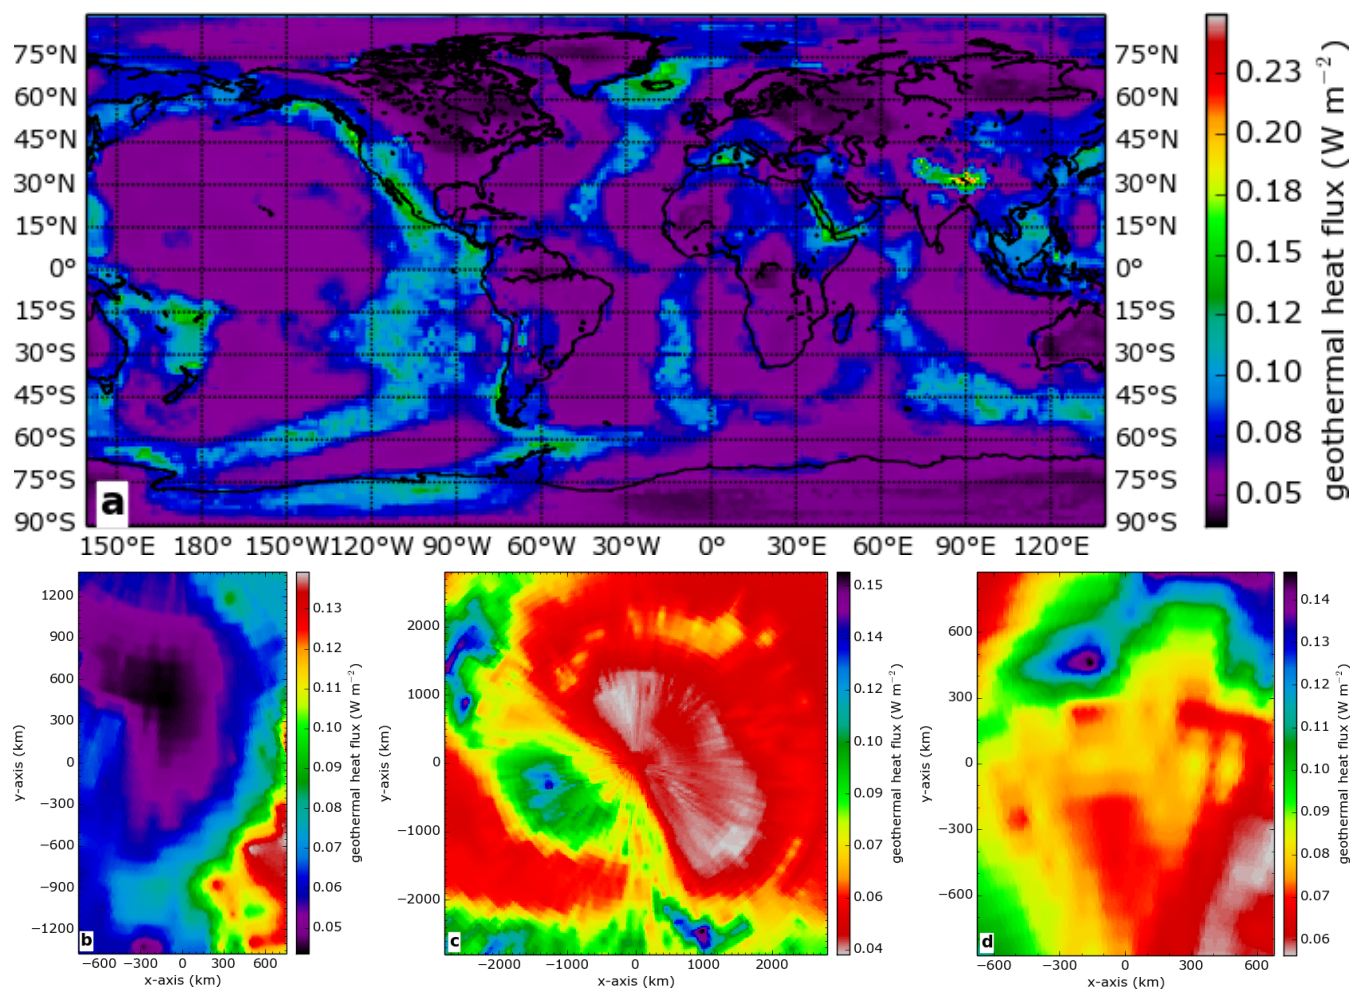 75°N 75°N
60°N 60°N
45°N 45°N
30°N 30°N
15°N 15°N
0° 0°
15°S 15°S
30°S 30°S
45°S 45°S
60°S 60°S
75°S 75°S
90°S 90°S
a
150°E 180° 150°W 120°W 90°W 60°W 30°W 0° 30°E 60°E 90°E 120°E
0.23
0.20
0.18
0.15
0.12
0.10
0.08
0.05
geothermal heat flux (W m−2)
1200
900
600
300
0
−300
−600
−900
−1200
y-axis (km)
b
−600 −300 0 300 600
x-axis (km)
0.13
0.12
0.11
0.10
0.09
0.08
0.07
0.06
0.05
geothermal heat flux (W m−2)
2000
1000
0
−1000
−2000
y-axis (km)
c
−2000 −1000 0 1000 2000
x-axis (km)
0.15
0.14
0.12
0.10
0.09
0.07
0.06
0.04
geothermal heat flux (W m−2)
600
300
0
−300
−600
y-axis (km)
d
−600 −300 0 300 600
x-axis (km)
0.14
0.13
0.12
0.11
0.10
0.09
0.08
0.07
0.06
geothermal heat flux (W m−2)